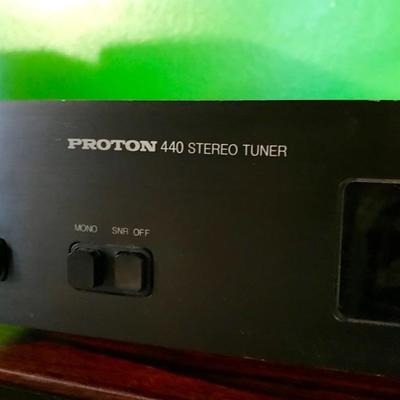 PROTON 440 STEREO TUNER
MONO SNR OFF